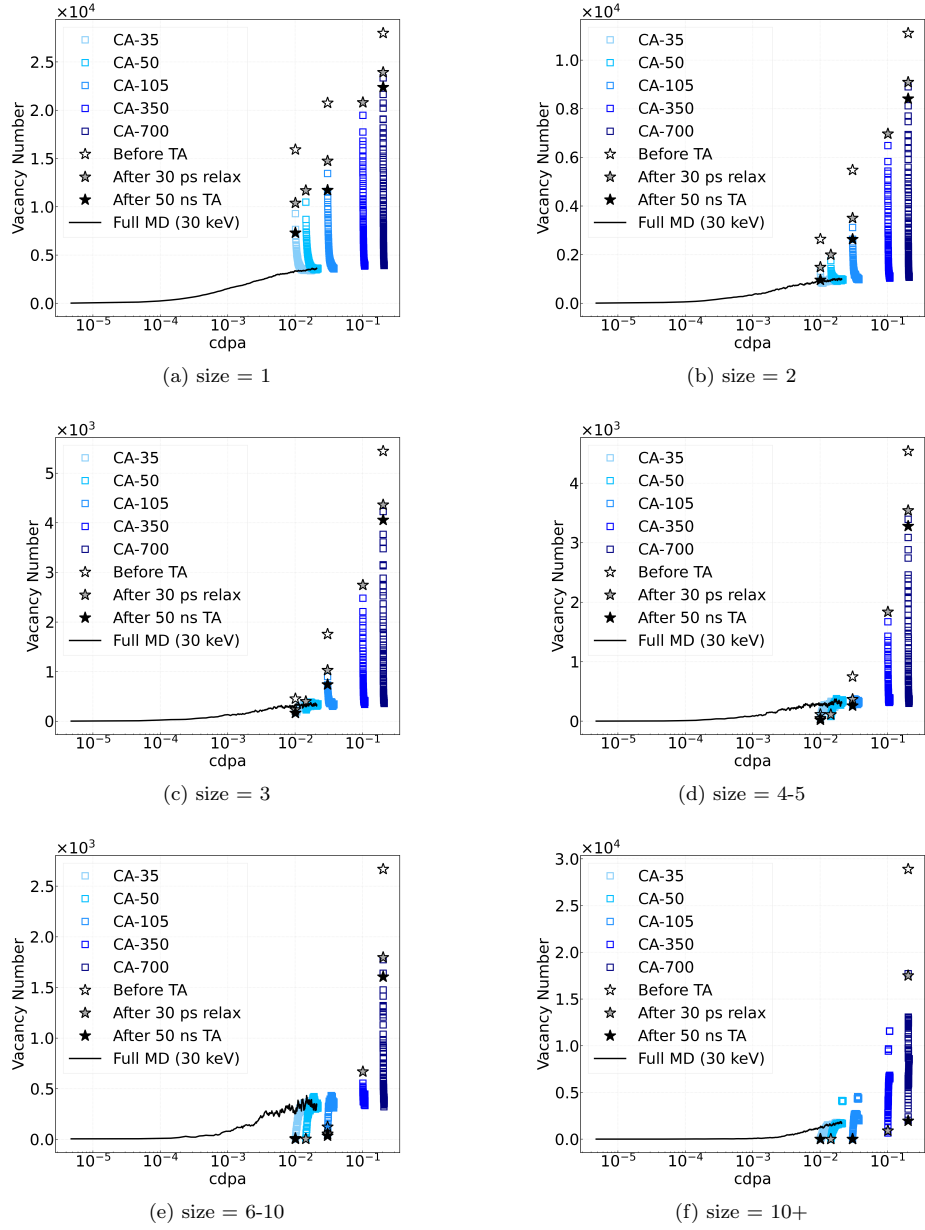 ×10⁴
Vacancy Number
2.5
2.0
1.5
1.0
0.5
0.0
CA-35
CA-50
CA-105
CA-350
CA-700
Before TA
After 30 ps relax
After 50 ns TA
Full MD (30 keV)
10⁻⁵ 10⁻⁴ 10⁻³ 10⁻² 10⁻¹
cdpa
(a) size = 1
×10⁴
Vacancy Number
1.0
0.8
0.6
0.4
0.2
0.0
CA-35
CA-50
CA-105
CA-350
CA-700
Before TA
After 30 ps relax
After 50 ns TA
Full MD (30 keV)
10⁻⁵ 10⁻⁴ 10⁻³ 10⁻² 10⁻¹
cdpa
(b) size = 2
×10³
Vacancy Number
5
4
3
2
1
0
CA-35
CA-50
CA-105
CA-350
CA-700
Before TA
After 30 ps relax
After 50 ns TA
Full MD (30 keV)
10⁻⁵ 10⁻⁴ 10⁻³ 10⁻² 10⁻¹
cdpa
(c) size = 3
×10³
Vacancy Number
4
3
2
1
0
CA-35
CA-50
CA-105
CA-350
CA-700
Before TA
After 30 ps relax
After 50 ns TA
Full MD (30 keV)
10⁻⁵ 10⁻⁴ 10⁻³ 10⁻² 10⁻¹
cdpa
(d) size = 4-5
×10³
Vacancy Number
2.5
2.0
1.5
1.0
0.5
0.0
CA-35
CA-50
CA-105
CA-350
CA-700
Before TA
After 30 ps relax
After 50 ns TA
Full MD (30 keV)
10⁻⁵ 10⁻⁴ 10⁻³ 10⁻² 10⁻¹
cdpa
(e) size = 6-10
×10⁴
Vacancy Number
3.0
2.5
2.0
1.5
1.0
0.5
0.0
CA-35
CA-50
CA-105
CA-350
CA-700
Before TA
After 30 ps relax
After 50 ns TA
Full MD (30 keV)
10⁻⁵ 10⁻⁴ 10⁻³ 10⁻² 10⁻¹
cdpa
(f) size = 10+